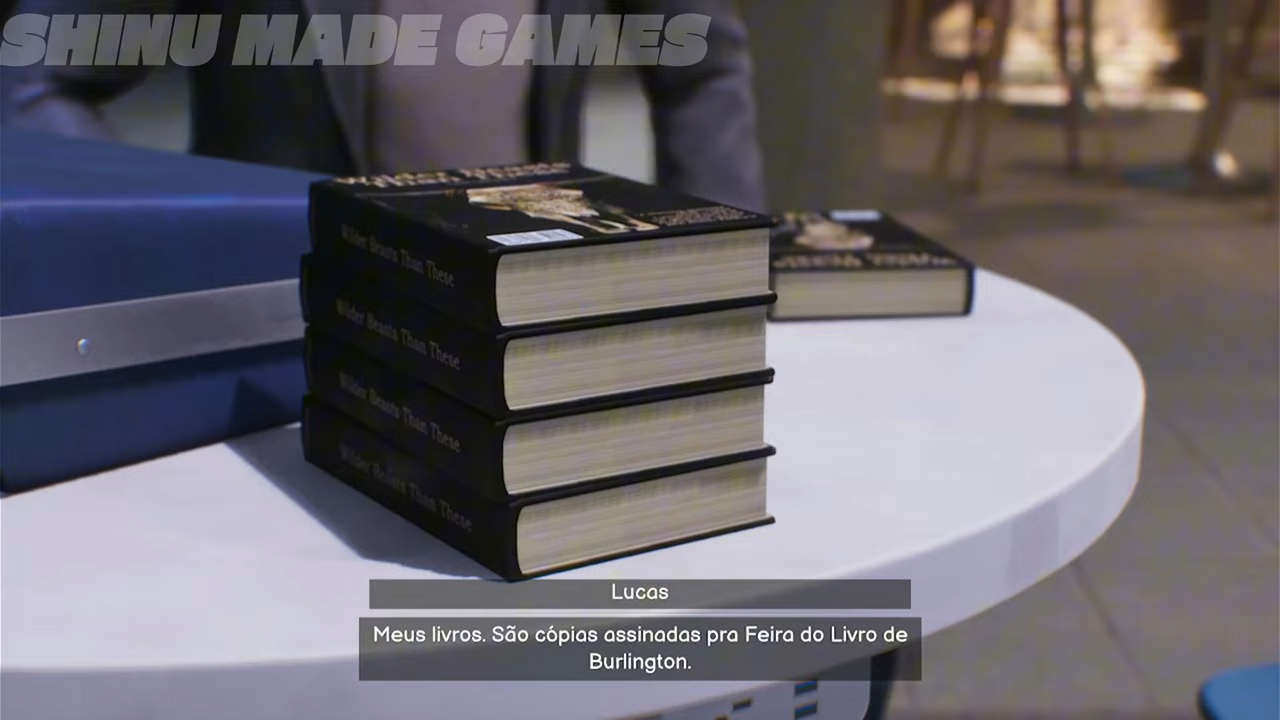 SHINU MADE GAMES
Wilder Beasts Than These
Wilder Beasts Than These
Wilder Beasts Than These
Wilder Beasts Than These
Lucas
Meus livros. São cópias assinadas pra Feira do Livro de
Burlington.